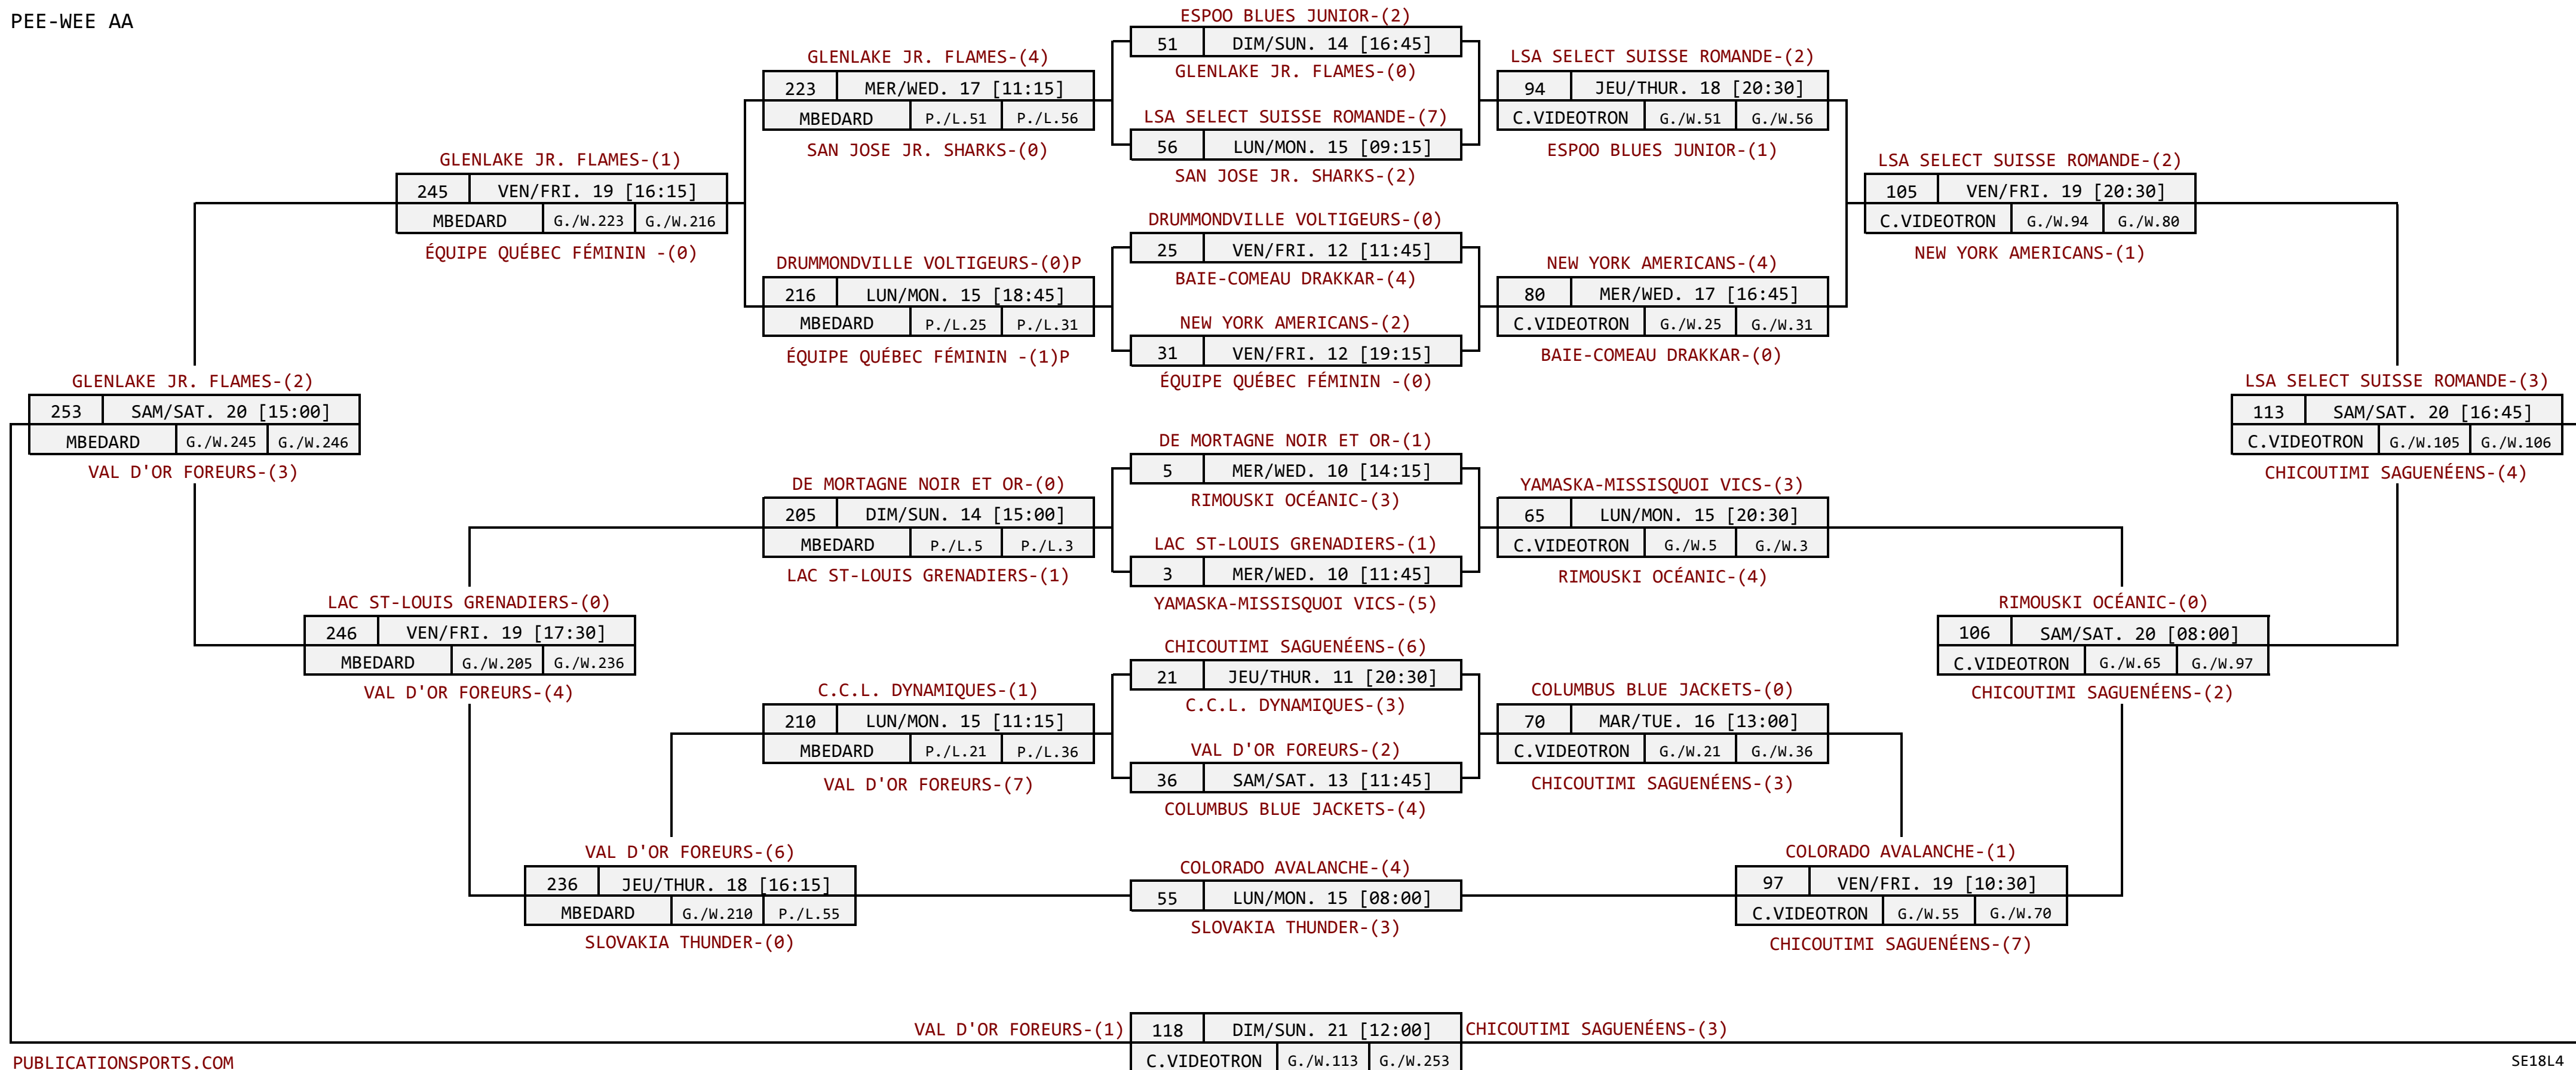 PEE-WEE AA
ESPOO BLUES JUNIOR-(2)
51 DIM/SUN. 14 [16:45]
GLENLAKE JR. FLAMES-(0)
GLENLAKE JR. FLAMES-(4)
223 MER/WED. 17 [11:15]
MBEDARD P./L.51 P./L.56
SAN JOSE JR. SHARKS-(0)
LSA SELECT SUISSE ROMANDE-(7)
56 LUN/MON. 15 [09:15]
SAN JOSE JR. SHARKS-(2)
LSA SELECT SUISSE ROMANDE-(2)
94 JEU/THUR. 18 [20:30]
C.VIDEOTRON G./W.51 G./W.56
ESPOO BLUES JUNIOR-(1)
GLENLAKE JR. FLAMES-(1)
245 VEN/FRI. 19 [16:15]
MBEDARD G./W.223 G./W.216
ÉQUIPE QUÉBEC FÉMININ -(0)
LSA SELECT SUISSE ROMANDE-(2)
105 VEN/FRI. 19 [20:30]
C.VIDEOTRON G./W.94 G./W.80
NEW YORK AMERICANS-(1)
DRUMMONDVILLE VOLTIGEURS-(0)
25 VEN/FRI. 12 [11:45]
BAIE-COMEAU DRAKKAR-(4)
DRUMMONDVILLE VOLTIGEURS-(0)P
216 LUN/MON. 15 [18:45]
MBEDARD P./L.25 P./L.31
ÉQUIPE QUÉBEC FÉMININ -(1)P
NEW YORK AMERICANS-(2)
31 VEN/FRI. 12 [19:15]
ÉQUIPE QUÉBEC FÉMININ -(0)
NEW YORK AMERICANS-(4)
80 MER/WED. 17 [16:45]
C.VIDEOTRON G./W.25 G./W.31
BAIE-COMEAU DRAKKAR-(0)
GLENLAKE JR. FLAMES-(2)
253 SAM/SAT. 20 [15:00]
MBEDARD G./W.245 G./W.246
VAL D'OR FOREURS-(3)
LSA SELECT SUISSE ROMANDE-(3)
113 SAM/SAT. 20 [16:45]
C.VIDEOTRON G./W.105 G./W.106
CHICOUTIMI SAGUENÉENS-(4)
DE MORTAGNE NOIR ET OR-(1)
5 MER/WED. 10 [14:15]
RIMOUSKI OCÉANIC-(3)
DE MORTAGNE NOIR ET OR-(0)
205 DIM/SUN. 14 [15:00]
MBEDARD P./L.5 P./L.3
LAC ST-LOUIS GRENADIERS-(1)
LAC ST-LOUIS GRENADIERS-(1)
3 MER/WED. 10 [11:45]
YAMASKA-MISSISQUOI VICS-(5)
YAMASKA-MISSISQUOI VICS-(3)
65 LUN/MON. 15 [20:30]
C.VIDEOTRON G./W.5 G./W.3
RIMOUSKI OCÉANIC-(4)
LAC ST-LOUIS GRENADIERS-(0)
246 VEN/FRI. 19 [17:30]
MBEDARD G./W.205 G./W.236
VAL D'OR FOREURS-(4)
RIMOUSKI OCÉANIC-(0)
106 SAM/SAT. 20 [08:00]
C.VIDEOTRON G./W.65 G./W.97
CHICOUTIMI SAGUENÉENS-(2)
CHICOUTIMI SAGUENÉENS-(6)
21 JEU/THUR. 11 [20:30]
C.C.L. DYNAMIQUES-(3)
C.C.L. DYNAMIQUES-(1)
210 LUN/MON. 15 [11:15]
MBEDARD P./L.21 P./L.36
VAL D'OR FOREURS-(7)
VAL D'OR FOREURS-(2)
36 SAM/SAT. 13 [11:45]
COLUMBUS BLUE JACKETS-(4)
COLUMBUS BLUE JACKETS-(0)
70 MAR/TUE. 16 [13:00]
C.VIDEOTRON G./W.21 G./W.36
CHICOUTIMI SAGUENÉENS-(3)
VAL D'OR FOREURS-(6)
236 JEU/THUR. 18 [16:15]
MBEDARD G./W.210 P./L.55
SLOVAKIA THUNDER-(0)
COLORADO AVALANCHE-(4)
55 LUN/MON. 15 [08:00]
SLOVAKIA THUNDER-(3)
COLORADO AVALANCHE-(1)
97 VEN/FRI. 19 [10:30]
C.VIDEOTRON G./W.55 G./W.70
CHICOUTIMI SAGUENÉENS-(7)
VAL D'OR FOREURS-(1) 118 DIM/SUN. 21 [12:00] CHICOUTIMI SAGUENÉENS-(3)
C.VIDEOTRON G./W.113 G./W.253
PUBLICATIONSPORTS.COM
SE18L4